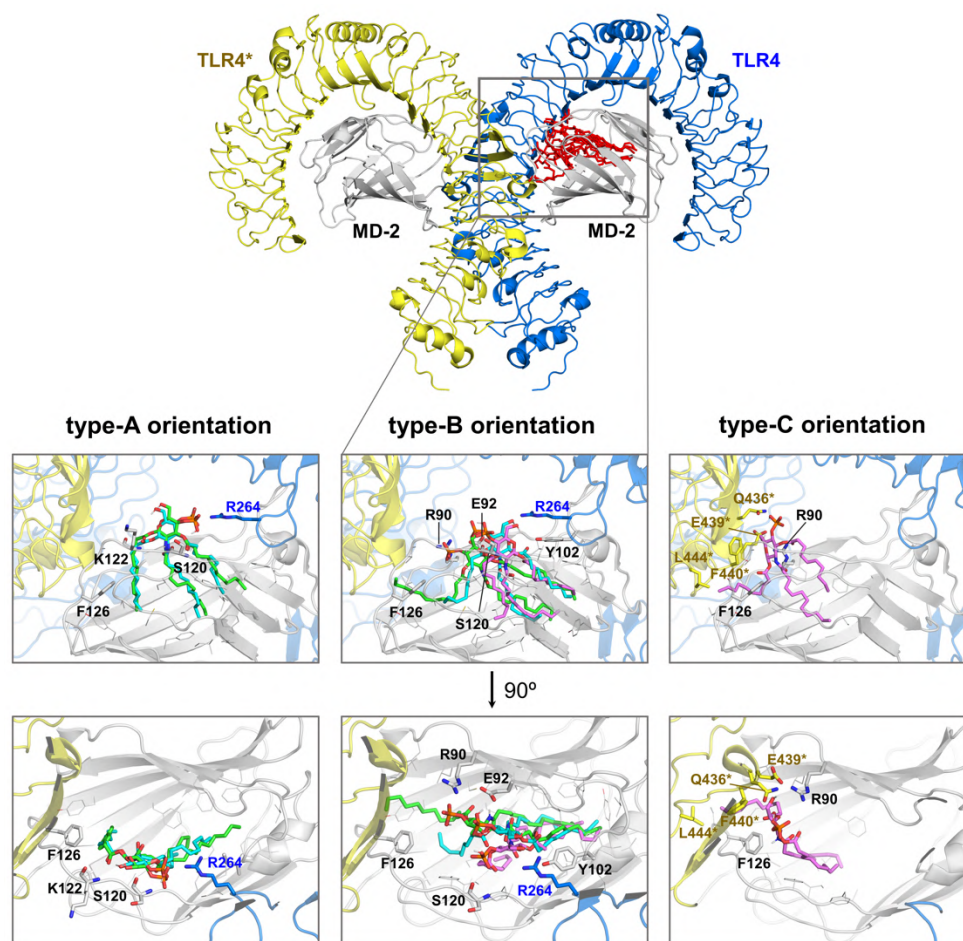 TLR4*
TLR4
MD-2
MD-2
type-A orientation
type-B orientation
type-C orientation
R264
K122
S120
F126
R90
E92
R264
Y102
F126
S120
Q436*
E439*
R90
L444*
F440*
F126
90º
F126
R264
K122
S120
R90
E92
F126
Y102
R264
S120
E439*
Q436*
R90
L444*
F440*
F126